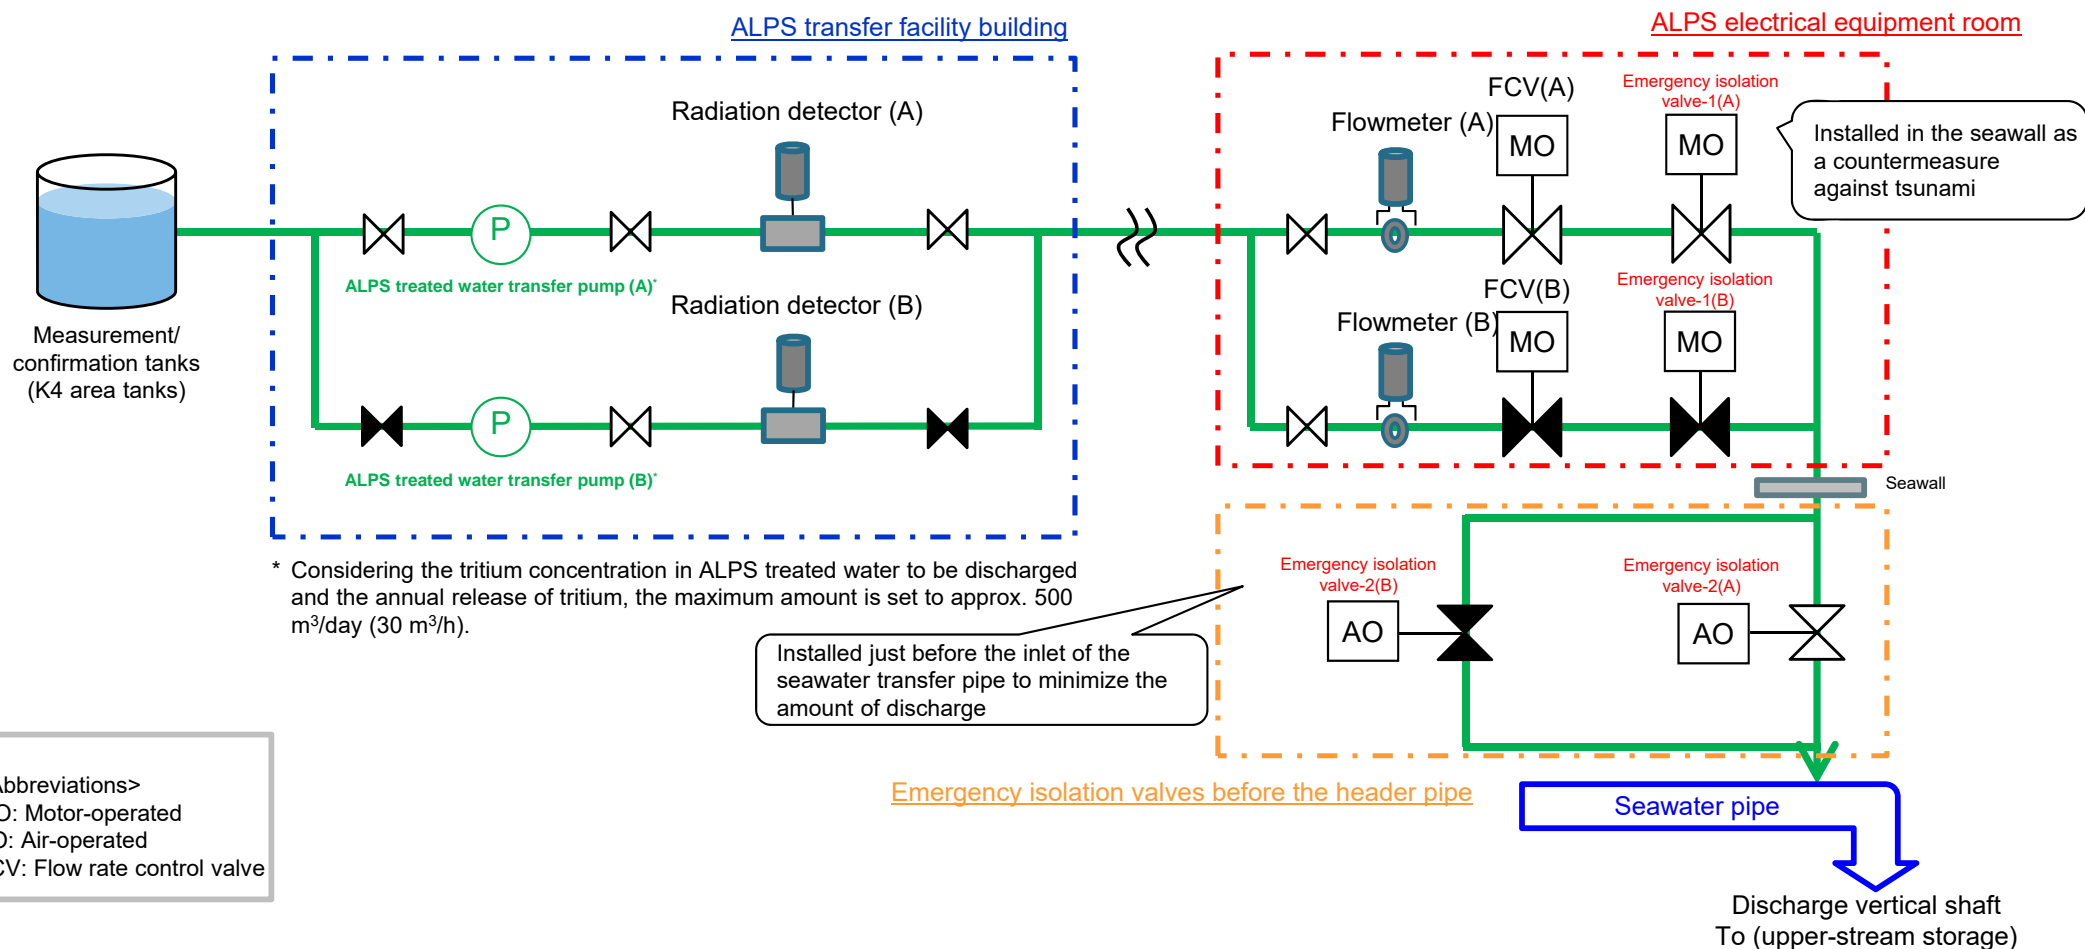 ALPS transfer facility building
ALPS electrical equipment room
Radiation detector (A)
FCV(A)
Emergency isolation
valve-1(A)
Flowmeter (A)
MO
MO
Installed in the seawall as
a countermeasure
against tsunami
P
ALPS treated water transfer pump (A)*
Radiation detector (B)
FCV(B)
Emergency isolation
valve-1(B)
Flowmeter (B)
MO
MO
Measurement/
confirmation tanks
(K4 area tanks)
P
ALPS treated water transfer pump (B)*
Seawall
* Considering the tritium concentration in ALPS treated water to be discharged
and the annual release of tritium, the maximum amount is set to approx. 500
m³/day (30 m³/h).
Emergency isolation
valve-2(B)
Emergency isolation
valve-2(A)
AO
AO
Installed just before the inlet of the
seawater transfer pipe to minimize the
amount of discharge
Emergency isolation valves before the header pipe
Seawater pipe
bbreviations>
O: Motor-operated
O: Air-operated
CV: Flow rate control valve
Discharge vertical shaft
To (upper-stream storage)